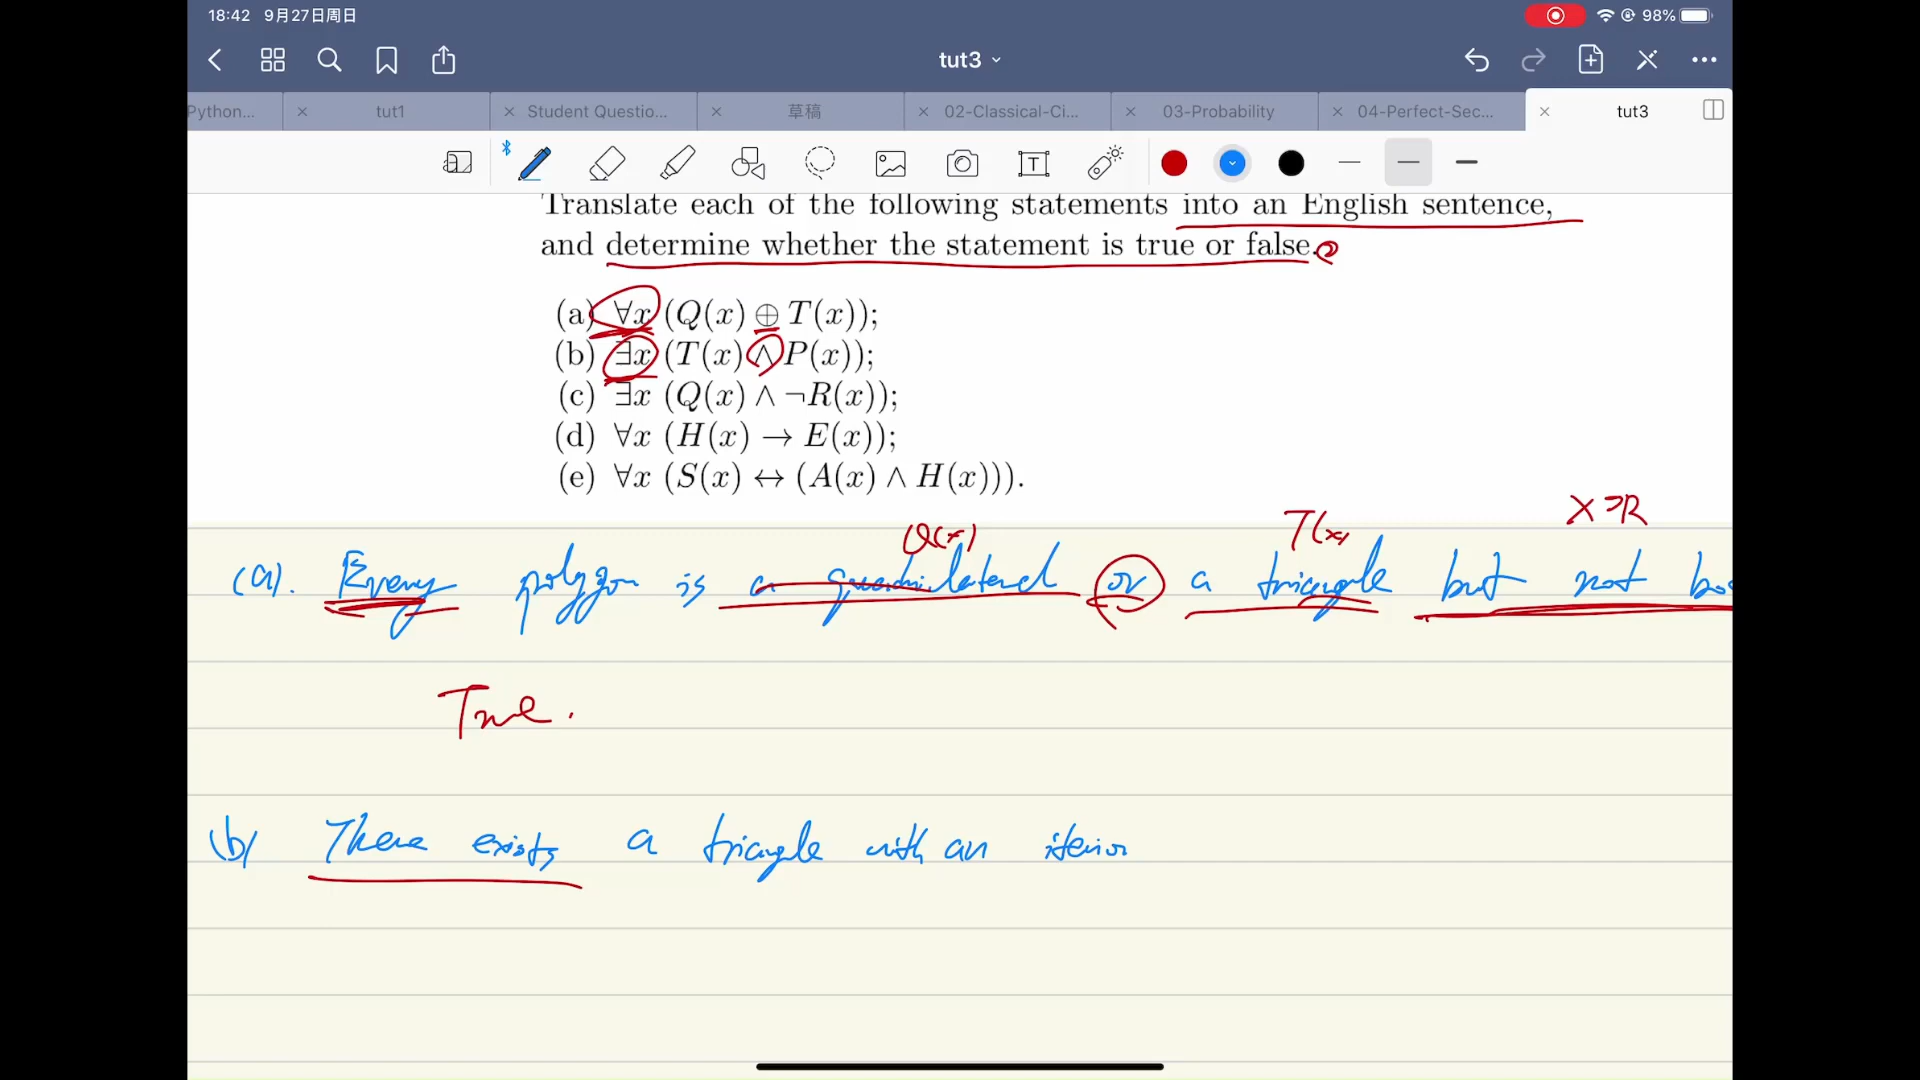 18:42 9月27日周日 98%
tut3
Python... tut1 Student Questio... 草稿 02-Classical-Ci... 03-Probability 04-Perfect-Sec... tut3
Translate each of the following statements into an English sentence,
and determine whether the statement is true or false.
(a) ∀x (Q(x) ⊕ T(x));
(b) ∃x (T(x) ∧ P(x));
(c) ∃x (Q(x) ∧ ¬R(x));
(d) ∀x (H(x) → E(x));
(e) ∀x (S(x) ↔ (A(x) ∧ H(x))).
Q(x) T(x)
(a). Every polygon is a quadrilateral or a triangle but not bo
True.
(b) There exists a triangle with an iterior